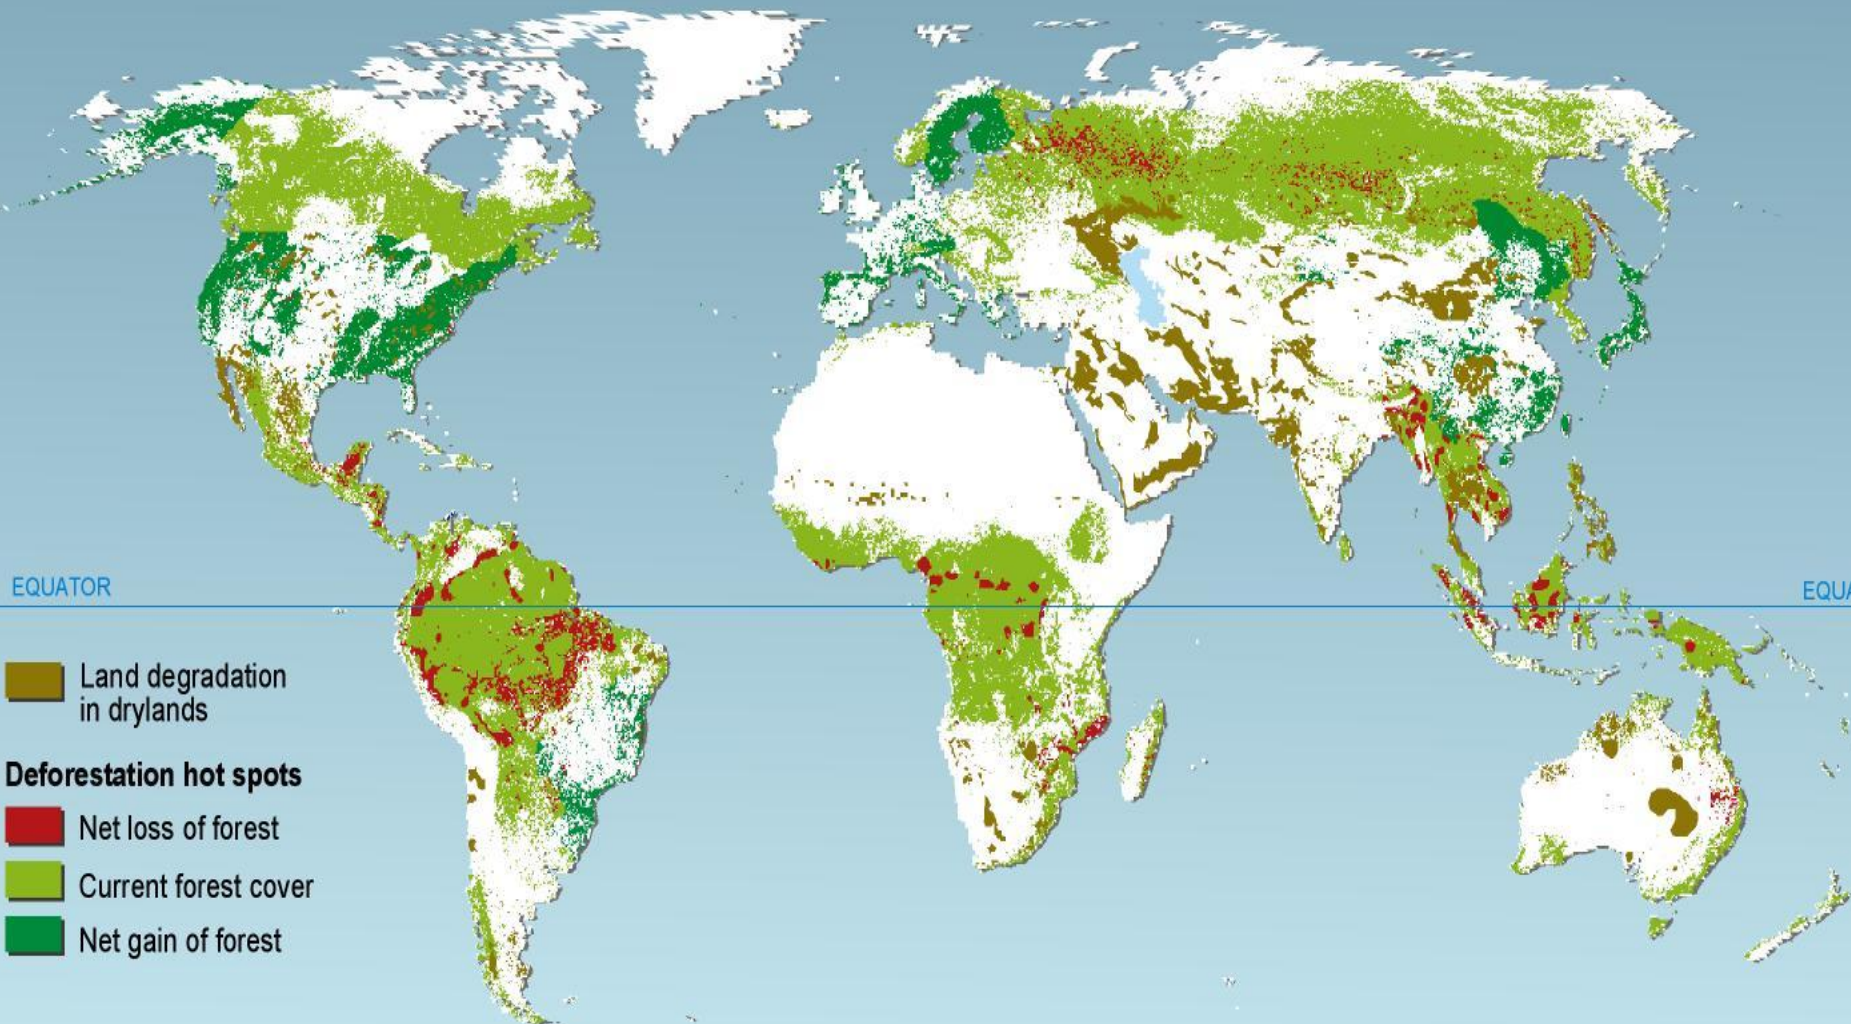 EQUATOR
EQUA
Land degradation
in drylands
Deforestation hot spots
Net loss of forest
Current forest cover
Net gain of forest